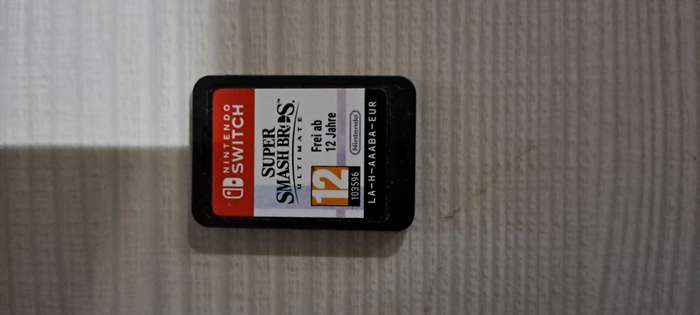 NINTENDO
SWITCH
SUPER
SMASH BROS.
ULTIMATE
Frei ab
12 Jahre
12
103596
Nintendo
LA-H-AAABA-EUR